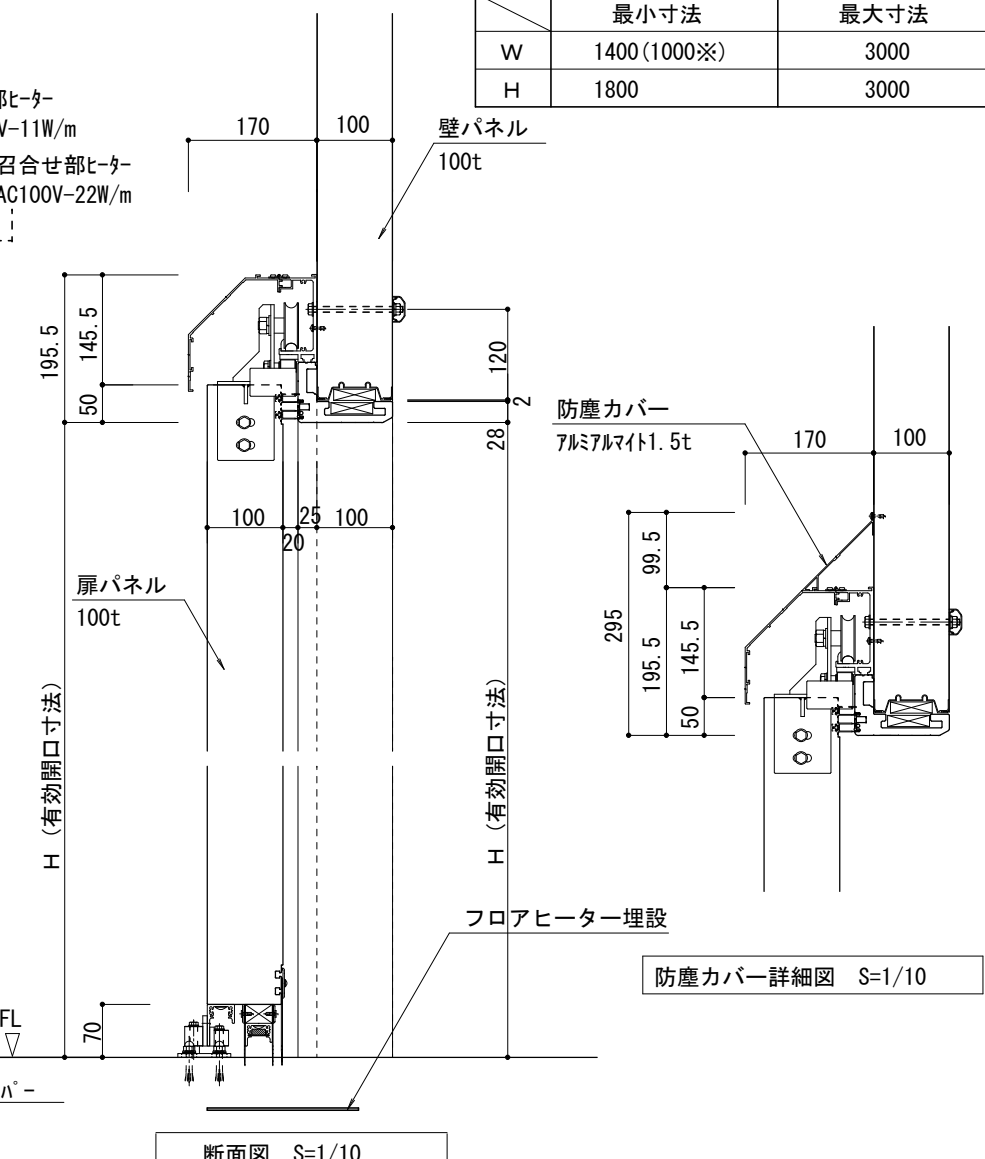 最小寸法 最大寸法
W 1400(1000※) 3000
H 1800 3000
部ﾋｰﾀｰ
V-11W/m
召合せ部ﾋｰﾀｰ
AC100V-22W/m
170 100
壁パネル
100t
195.5
145.5
50
120
2
28
100 25 100
20
扉パネル
100t
H (有効開口寸法)
H (有効開口寸法)
70
FL
ﾊﾟｰ
フロアヒーター埋設
断面図 S=1/10
防塵カバー
ｱﾙﾐｱﾙﾏｲﾄ1.5t
170 100
295
99.5
195.5
145.5
50
防塵カバー詳細図 S=1/10